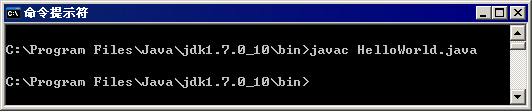 命令提示符
C:\Program Files\Java\jdk1.7.0_10\bin>javac HelloWorld.java
C:\Program Files\Java\jdk1.7.0_10\bin>